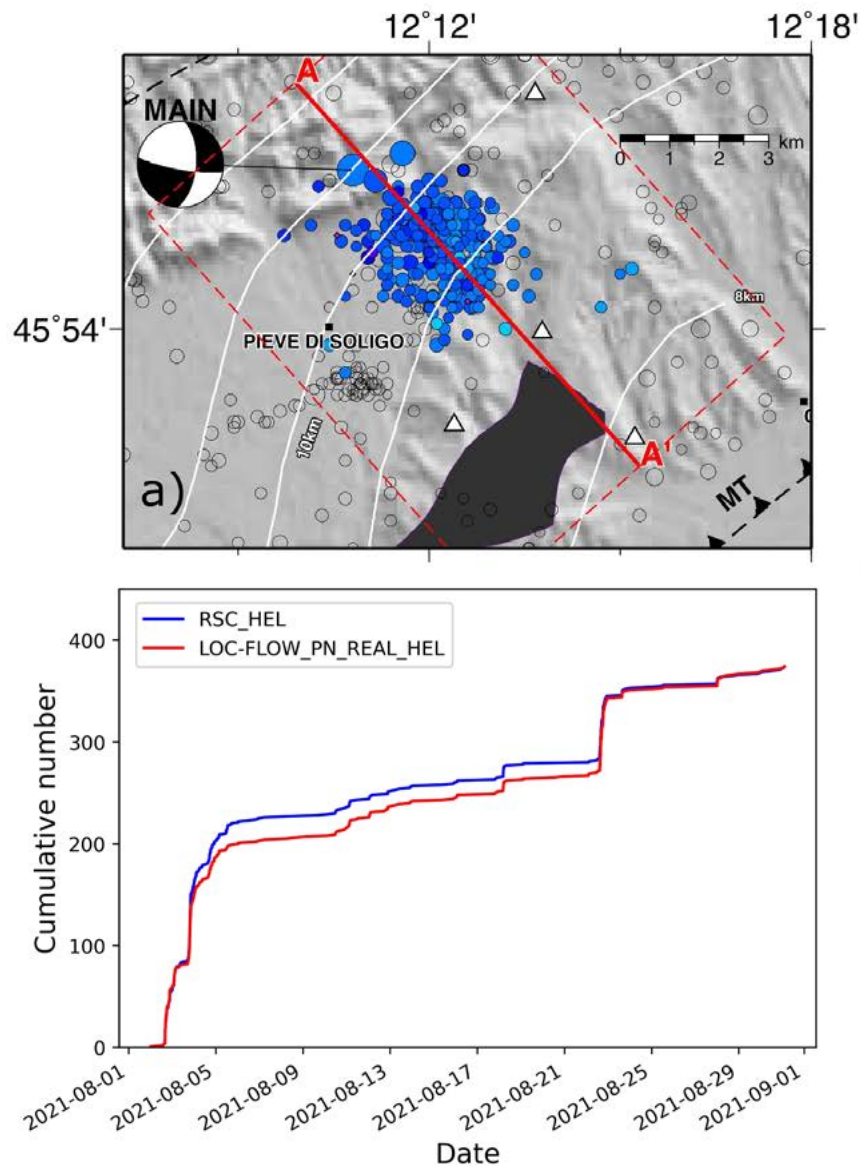 12°12' 12°18'
A
MAIN
0 1 2 3
km
8km
45°54'
PIEVE DI SOLIGO
10km
A'
MT
a)
RSC_HEL
LOC-FLOW_PN_REAL_HEL
400
300
200
100
0
Cumulative number
2021-08-01
2021-08-05
2021-08-09
2021-08-13
2021-08-17
2021-08-21
2021-08-25
2021-08-29
2021-09-01
Date